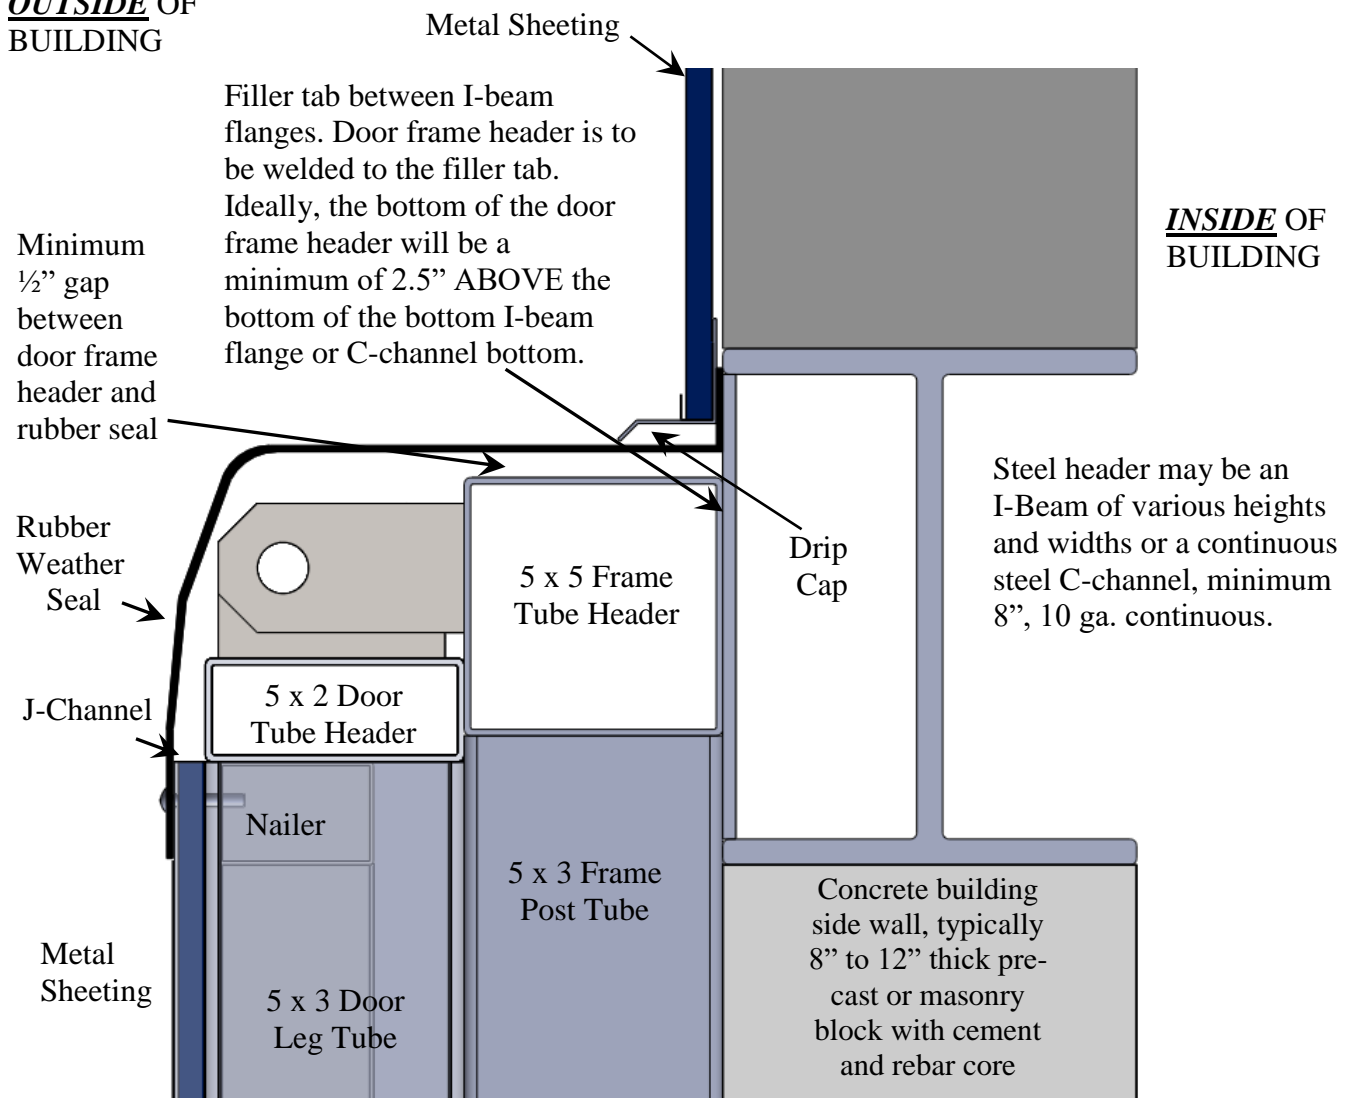 OUTSIDE OF
BUILDING
Metal Sheeting
Filler tab between I-beam
flanges. Door frame header is to
be welded to the filler tab.
Ideally, the bottom of the door
frame header will be a
minimum of 2.5” ABOVE the
bottom of the bottom I-beam
flange or C-channel bottom.
INSIDE OF
BUILDING
Minimum
½” gap
between
door frame
header and
rubber seal
Steel header may be an
I-Beam of various heights
and widths or a continuous
steel C-channel, minimum
8”, 10 ga. continuous.
Rubber
Weather
Seal
Drip
Cap
5 x 5 Frame
Tube Header
J-Channel
5 x 2 Door
Tube Header
Nailer
5 x 3 Frame
Post Tube
Concrete building
side wall, typically
8” to 12” thick pre-
cast or masonry
block with cement
and rebar core
Metal
Sheeting
5 x 3 Door
Leg Tube